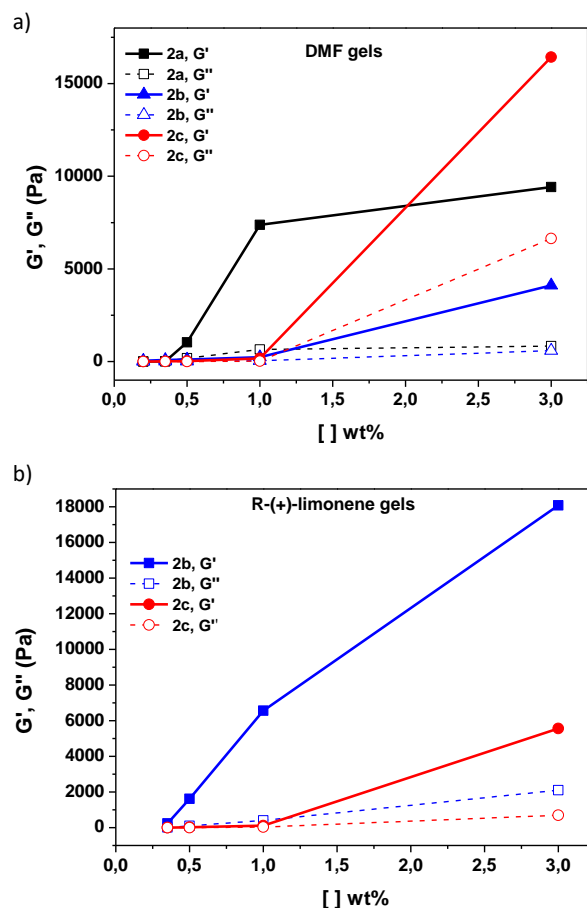 a)
DMF gels
2a, G'
2a, G''
2b, G'
2b, G''
2c, G'
2c, G''
G', G'' (Pa)
15000
10000
5000
0
0,0 0,5 1,0 1,5 2,0 2,5 3,0
[ ] wt%
b)
R-(+)-limonene gels
2b, G'
2b, G''
2c, G'
2c, G''
G', G'' (Pa)
18000
16000
14000
12000
10000
8000
6000
4000
2000
0
0,0 0,5 1,0 1,5 2,0 2,5 3,0
[ ] wt%